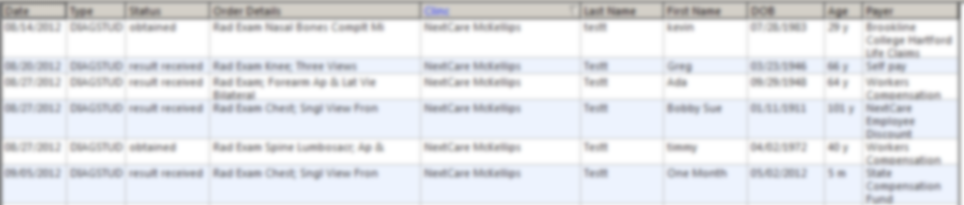 Date Type Status Order Details Clinic Last Name First Name DOB Age Payer
08/14/2012 DIAGSTUD obtained Rad Exam Nasal Bones Complt Mi NextCare McKellips Testt kevin 07/28/1983 29 y Brookline
College Hartford
Life Claims
08/20/2012 DIAGSTUD result received Rad Exam Knee; Three Views NextCare McKellips Testt Greg 03/23/1946 66 y Self pay
08/27/2012 DIAGSTUD result received Rad Exam; Forearm Ap & Lat Vie NextCare McKellips Testt Ada 09/29/1948 64 y Workers
Bilateral Compensation
08/27/2012 DIAGSTUD result received Rad Exam Chest; Sngl View Fron NextCare McKellips Testt Bobby Sue 01/11/1911 101 y NextCare
Employee
Discount
08/27/2012 DIAGSTUD obtained Rad Exam Spine Lumbosacr; Ap & NextCare McKellips Testt timmy 04/02/1972 40 y Workers
Compensation
09/05/2012 DIAGSTUD result received Rad Exam Chest; Sngl View Fron NextCare McKellips Testt One Month 05/02/2012 5 m State
Compensation
Fund